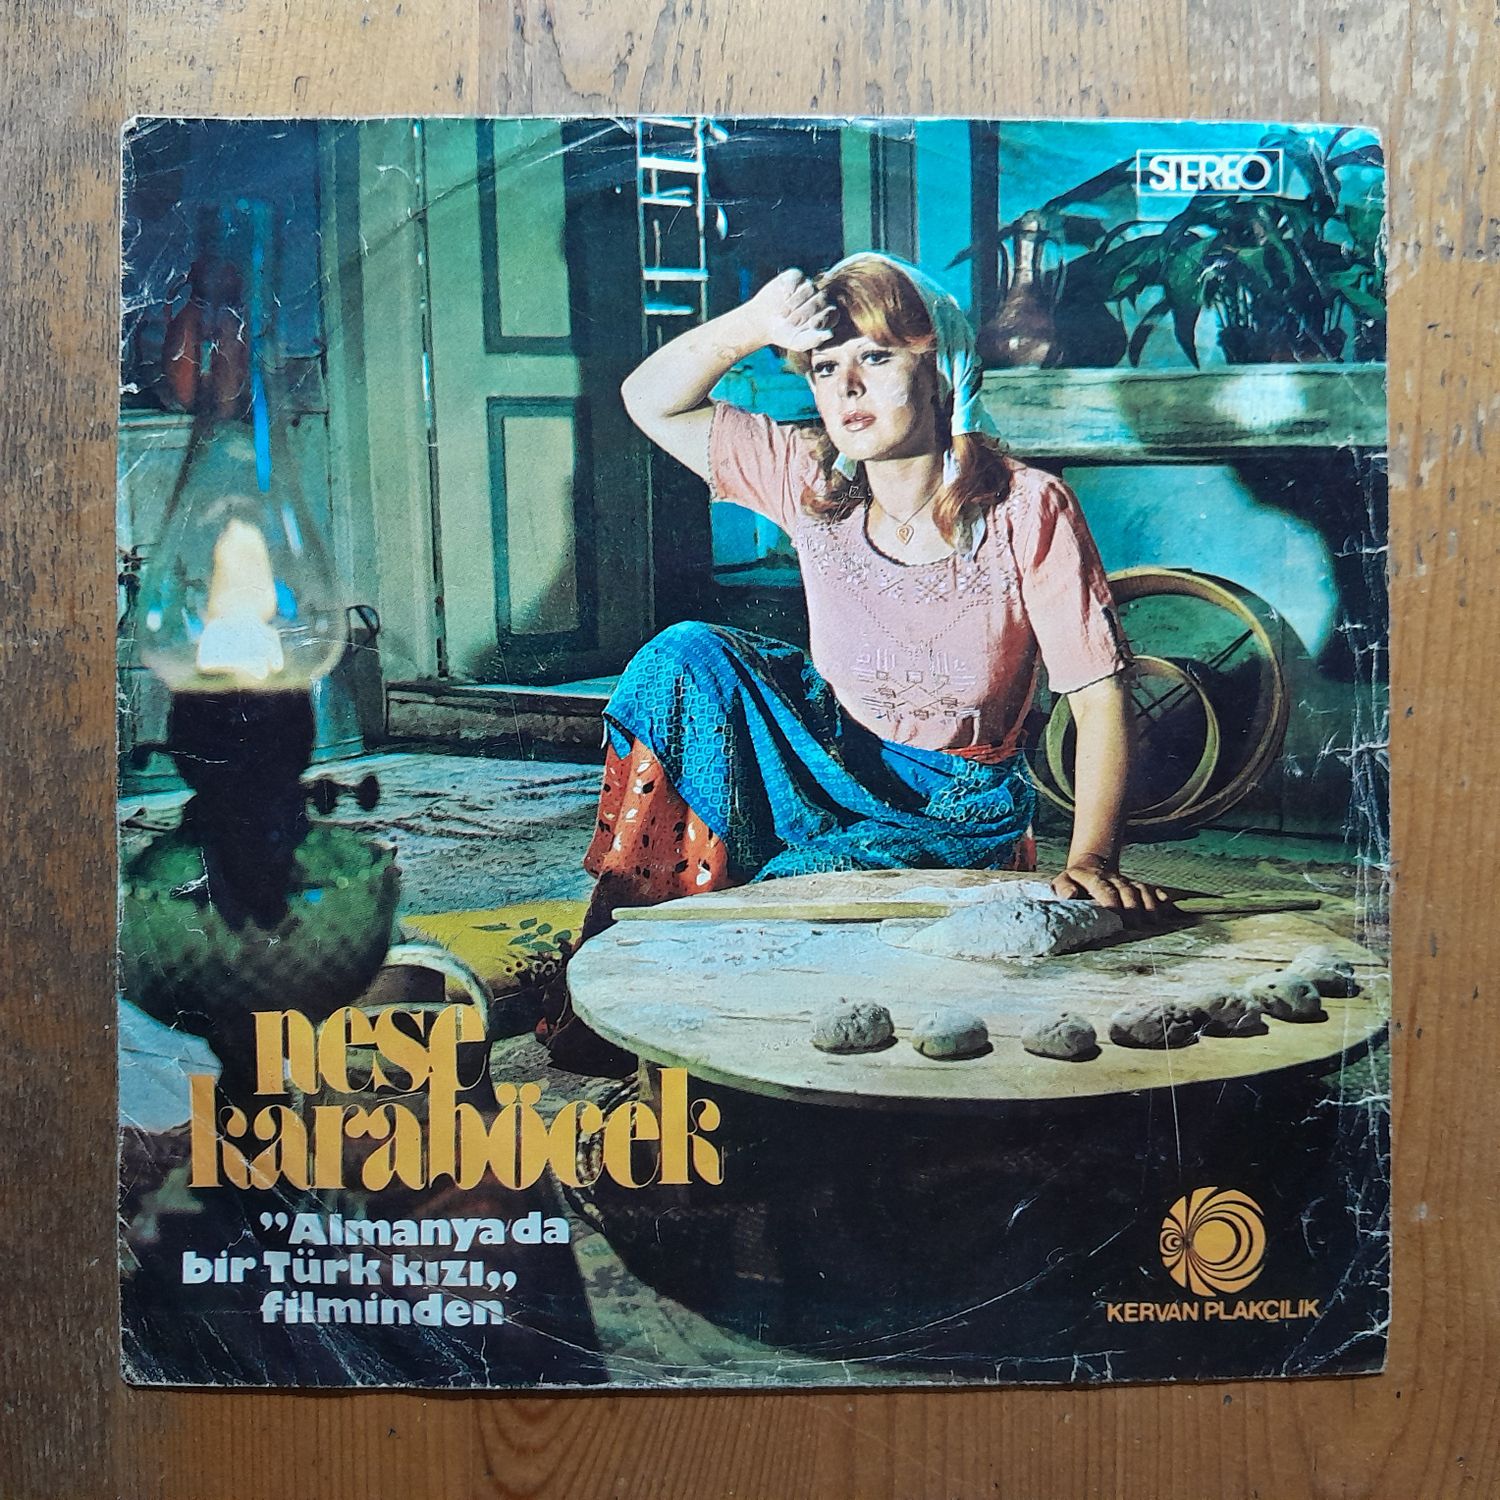 STEREO
neşe
karaböcek
"Almanya'da
bir Türk kızı"
filminden
KERVAN PLAKÇILIK